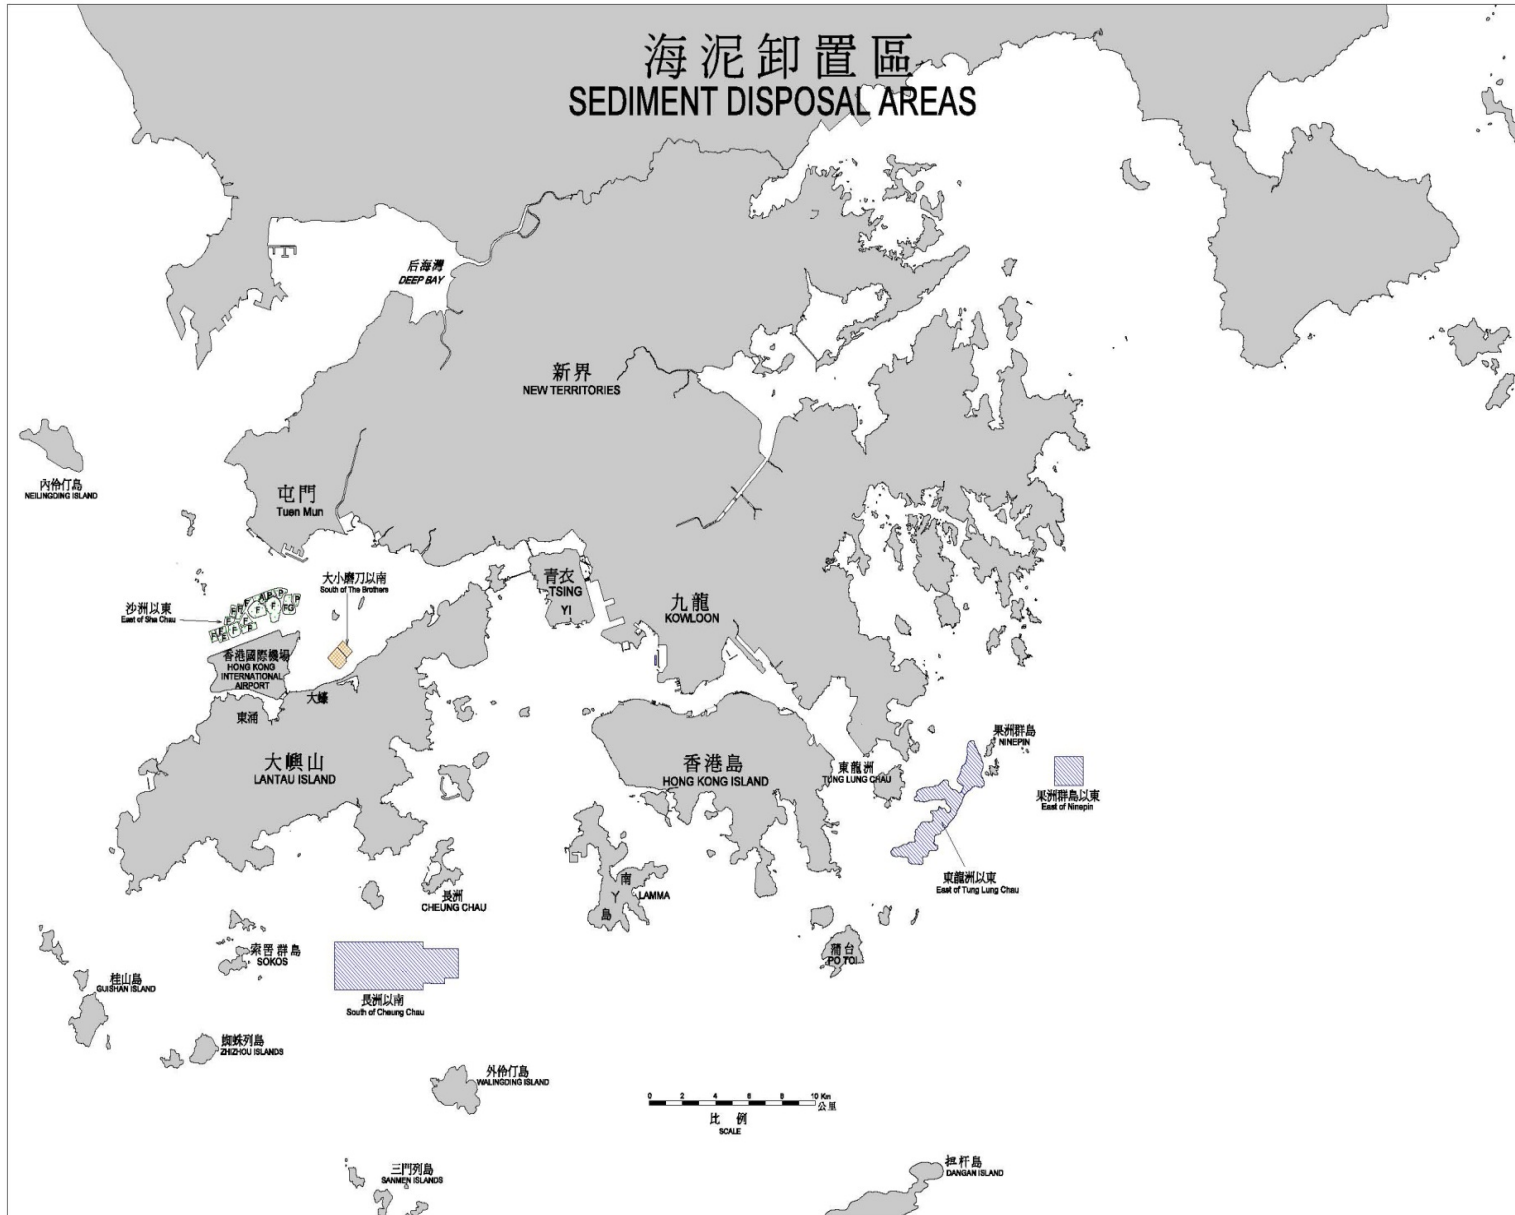 海泥卸置區
SEDIMENT DISPOSAL AREAS
后海灣
DEEP BAY
新界
NEW TERRITORIES
內伶仃島
NEILINGDING ISLAND
屯門
Tuen Mun
大小磨刀以南
South of The Brothers
青衣
TSING
YI
沙洲以東
East of Sha Chau
九龍
KOWLOON
香港國際機場
HONG KONG
INTERNATIONAL
AIRPORT
大蠔
東涌
大嶼山
LANTAU ISLAND
香港島
HONG KONG ISLAND
東龍洲
TUNG LUNG CHAU
果洲群島
NINEPIN
果洲群島以東
East of Ninepin
東龍洲以東
East of Tung Lung Chau
長洲
CHEUNG CHAU
南
丫
島
LAMMA
蒲台
PO TOI
索罟群島
SOKOS
桂山島
GUISHAN ISLAND
長洲以南
South of Cheung Chau
蜘蛛列島
ZHIZHOU ISLANDS
外伶仃島
WALINGDING ISLAND
0 2 4 6 8 10 Km
公里
比例
SCALE
三門列島
SANMEN ISLANDS
担杆島
DANGAN ISLAND